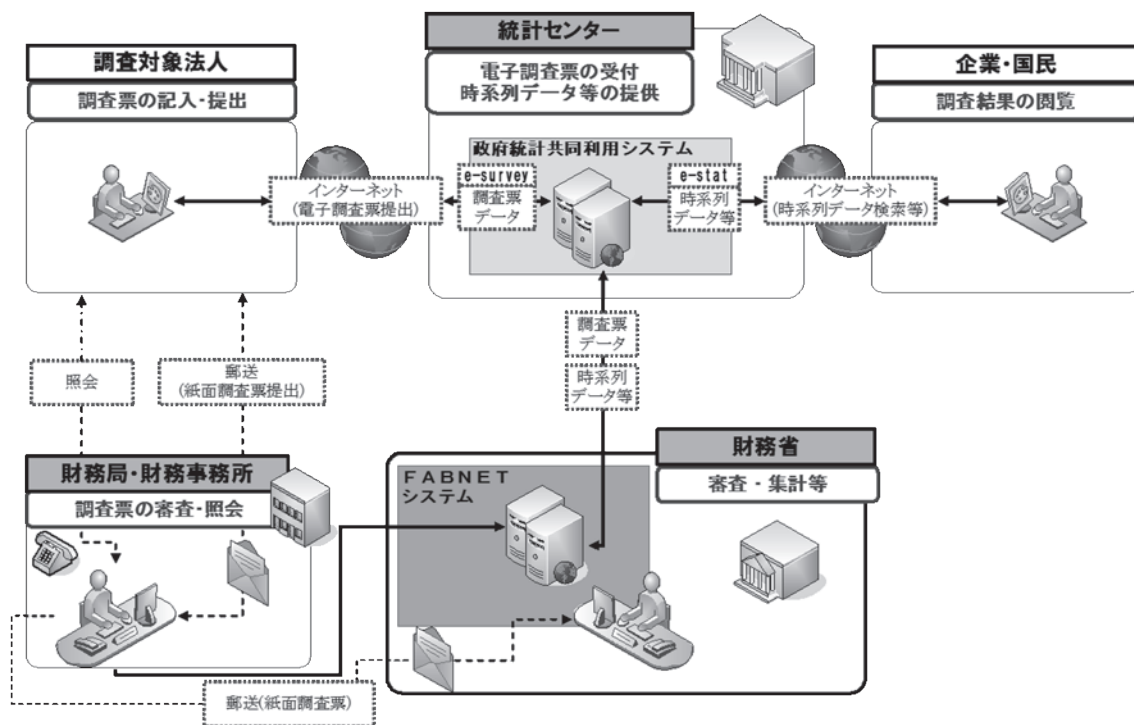 調査対象法人
調査票の記入・提出
統計センター
電子調査票の受付
時系列データ等の提供
企業・国民
調査結果の閲覧
政府統計共同利用システム
e-survey
調査票
データ
e-stat
時系列
データ等
インターネット
(電子調査票提出)
インターネット
(時系列データ検索等)
調査票
データ
時系列
データ等
照会
郵送
(紙面調査票提出)
財務局・財務事務所
調査票の審査・照会
FABNET
システム
財務省
審査・集計等
郵送(紙面調査票)